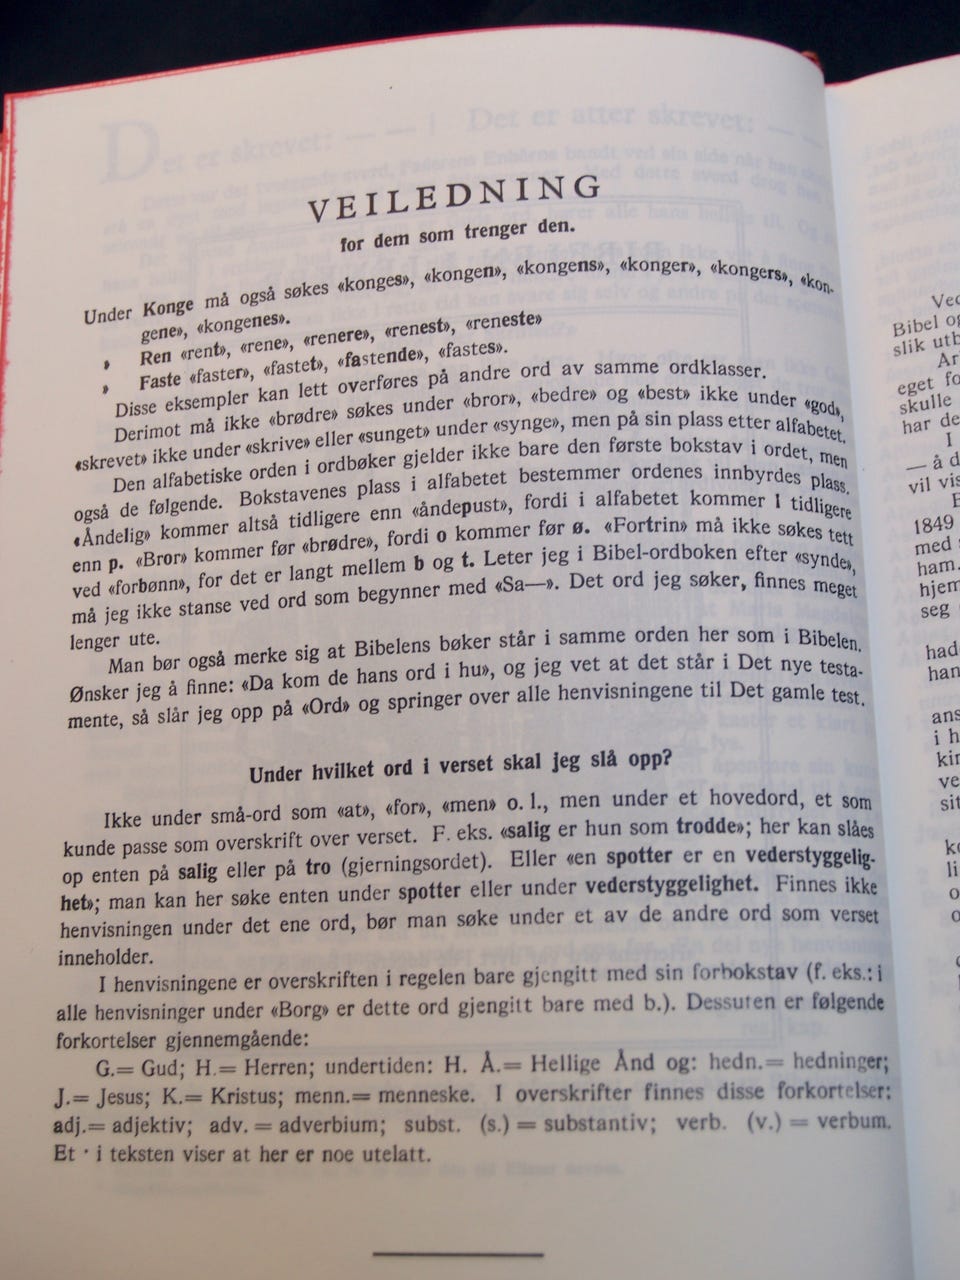 VEILEDNING
for dem som trenger den.
Under Konge må også søkes «konges», «kongen», «kongens», «konger», «kongers», «kon-
gene», «kongenes».
» Ren «rent», «rene», «renere», «renest», «reneste»
» Faste «faster», «fastet», «fastende», «fastes».
Disse eksempler kan lett overføres på andre ord av samme ordklasser.
Derimot må ikke «brødre» søkes under «bror», «bedre» og «best» ikke under «god»,
«skrevet» ikke under «skrive» eller «sunget» under «synge», men på sin plass etter alfabetet.
Den alfabetiske orden i ordbøker gjelder ikke bare den første bokstav i ordet, men
også de følgende. Bokstavenes plass i alfabetet bestemmer ordenes innbyrdes plass.
«Åndelig» kommer altså tidligere enn «åndepust», fordi i alfabetet kommer l tidligere
enn p. «Bror» kommer før «brødre», fordi o kommer før ø. «Fortrin» må ikke søkes tett
ved «forbønn», for det er langt mellem b og t. Leter jeg i Bibel-ordboken efter «synde»,
må jeg ikke stanse ved ord som begynner med «Sa—». Det ord jeg søker, finnes meget
lenger ute.
Man bør også merke sig at Bibelens bøker står i samme orden her som i Bibelen.
Ønsker jeg å finne: «Da kom de hans ord i hu», og jeg vet at det står i Det nye testa-
mente, så slår jeg opp på «Ord» og springer over alle henvisningene til Det gamle test.
Under hvilket ord i verset skal jeg slå opp?
Ikke under små-ord som «at», «for», «men» o. l., men under et hovedord, et som
kunde passe som overskrift over verset. F. eks. «salig er hun som trodde»; her kan slåes
op enten på salig eller på tro (gjerningsordet). Eller «en spotter er en vederstyggelig-
het»; man kan her søke enten under spotter eller under vederstyggelighet. Finnes ikke
henvisningen under det ene ord, bør man søke under et av de andre ord som verset
inneholder.
I henvisningene er overskriften i regelen bare gjengitt med sin forbokstav (f. eks.: i
alle henvisninger under «Borg» er dette ord gjengitt bare med b.). Dessuten er følgende
forkortelser gjennemgående:
G.= Gud; H.= Herren; undertiden: H. Å.= Hellige Ånd og: hedn.= hedninger;
J.= Jesus; K.= Kristus; menn.= menneske. I overskrifter finnes disse forkortelser:
adj.= adjektiv; adv. = adverbium; subst. (s.) = substantiv; verb. (v.) = verbum.
Et · i teksten viser at her er noe utelatt.
Bibel
slik
eget
skulle
har
— å
vil
1849
med
ham.
seg